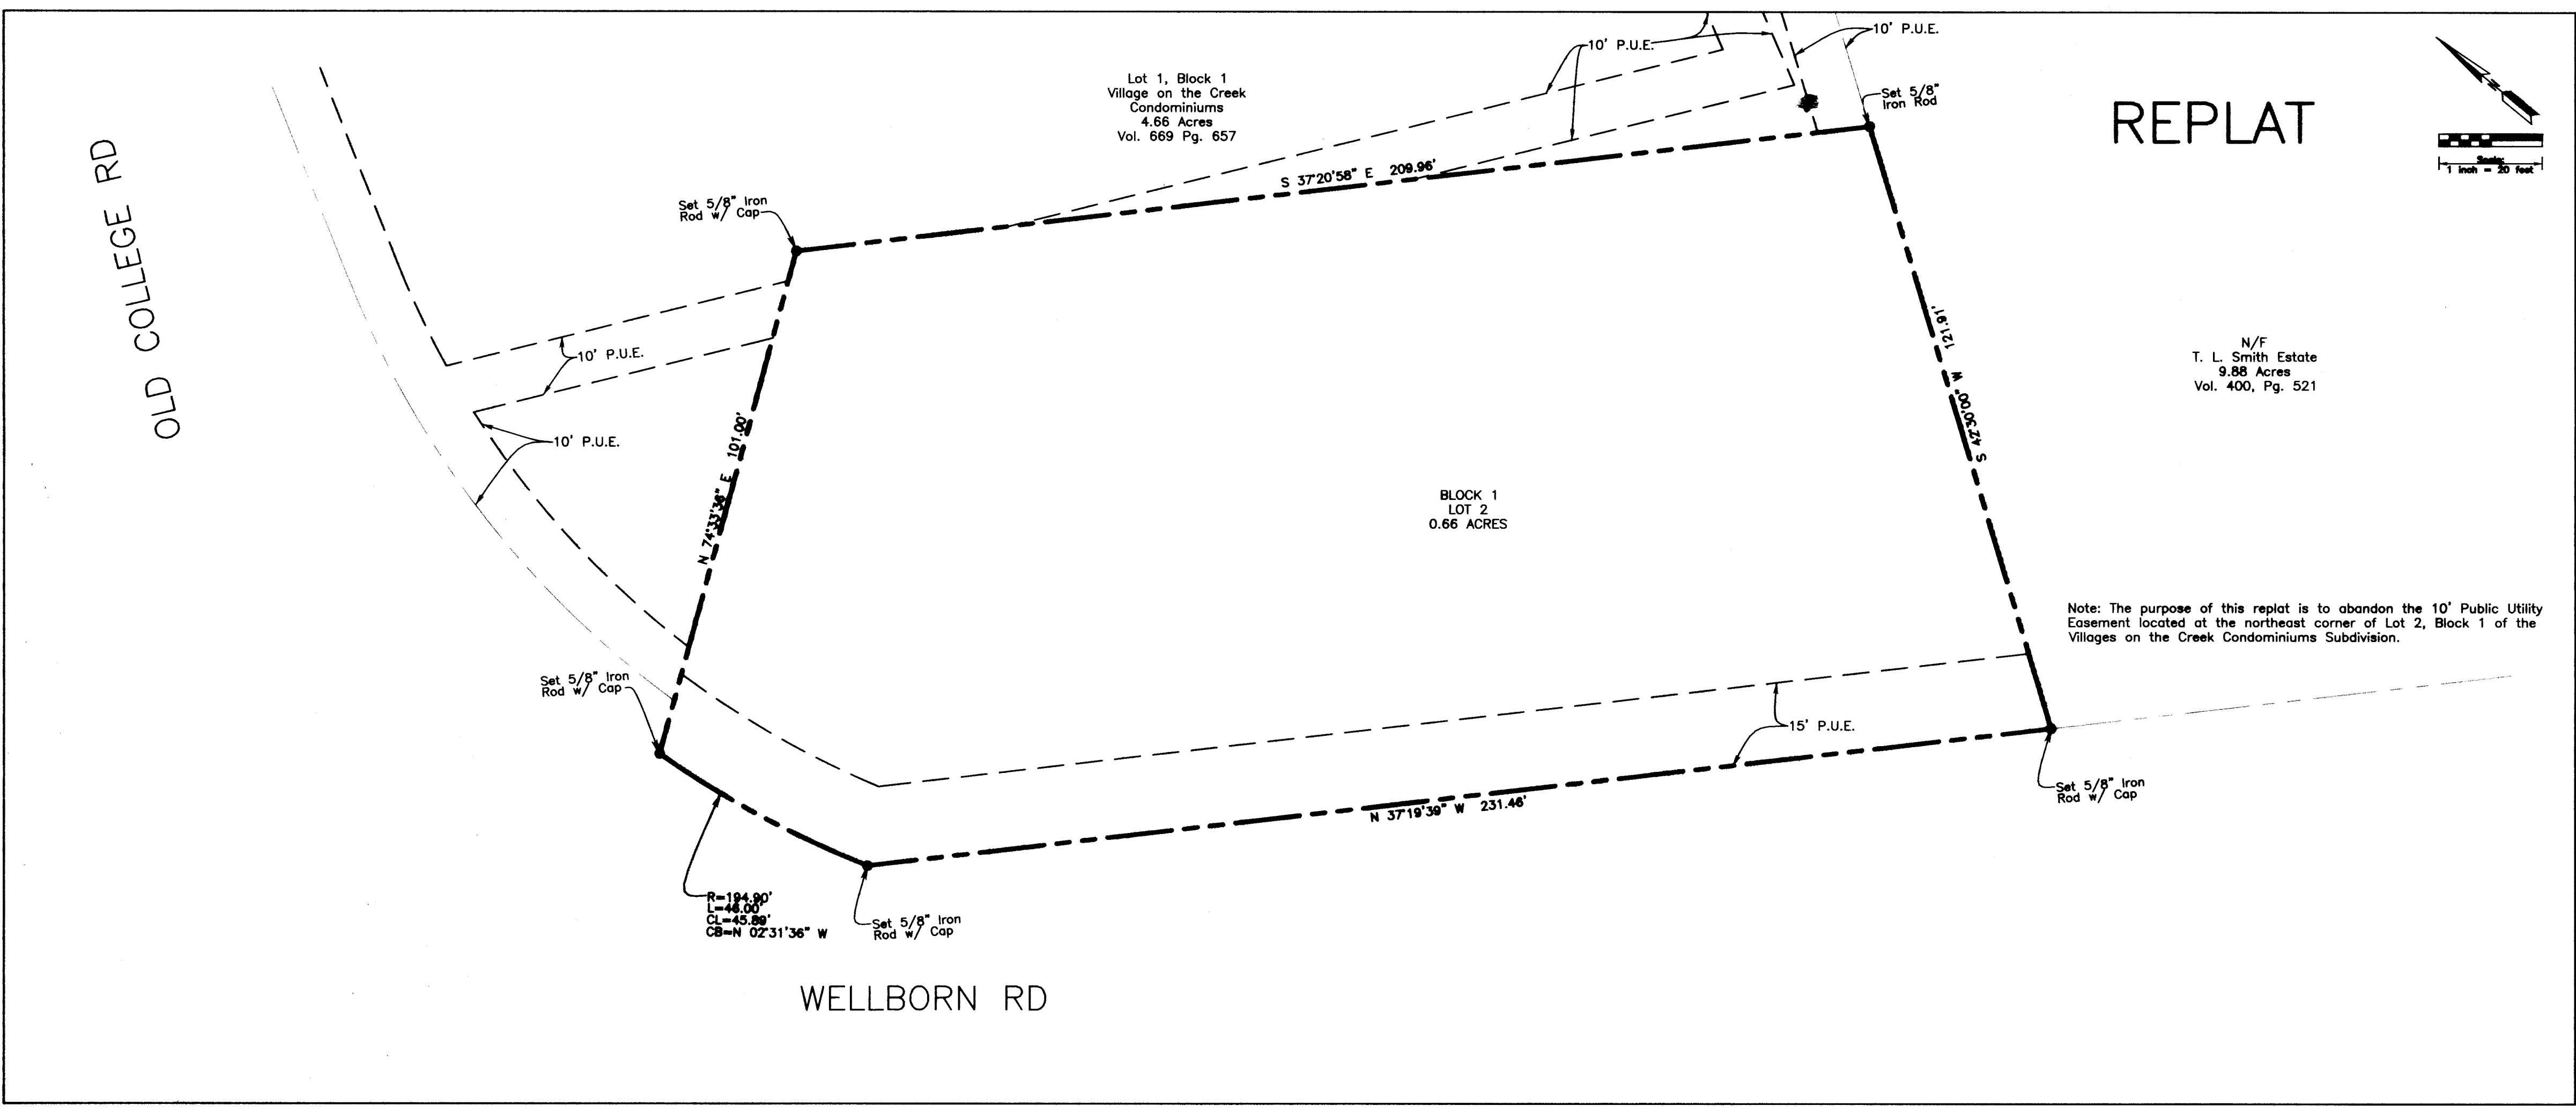 10' P.U.E.
10' P.U.E.
Lot 1, Block 1
Village on the Creek
Condominiums
4.66 Acres
Vol. 669 Pg. 657
Set 5/8" Iron Rod
REPLAT
Scale:
1 inch = 20 feet
OLD COLLEGE RD
Set 5/8" Iron
Rod w/ Cap
S 37°20'58" E 209.96'
S 42°30'00" W 121.91'
N/F
T. L. Smith Estate
9.88 Acres
Vol. 400, Pg. 521
10' P.U.E.
10' P.U.E.
N 74°33'36" E 101.00'
BLOCK 1
LOT 2
0.66 ACRES
Note: The purpose of this replat is to abandon the 10' Public Utility
Easement located at the northeast corner of Lot 2, Block 1 of the
Villages on the Creek Condominiums Subdivision.
Set 5/8" Iron
Rod w/ Cap
15' P.U.E.
Set 5/8" Iron
Rod w/ Cap
N 37°19'39" W 231.46'
R=194.90'
L=46.00'
CL=45.89'
CB=N 02°31'36" W
Set 5/8" Iron
Rod w/ Cap
WELLBORN RD